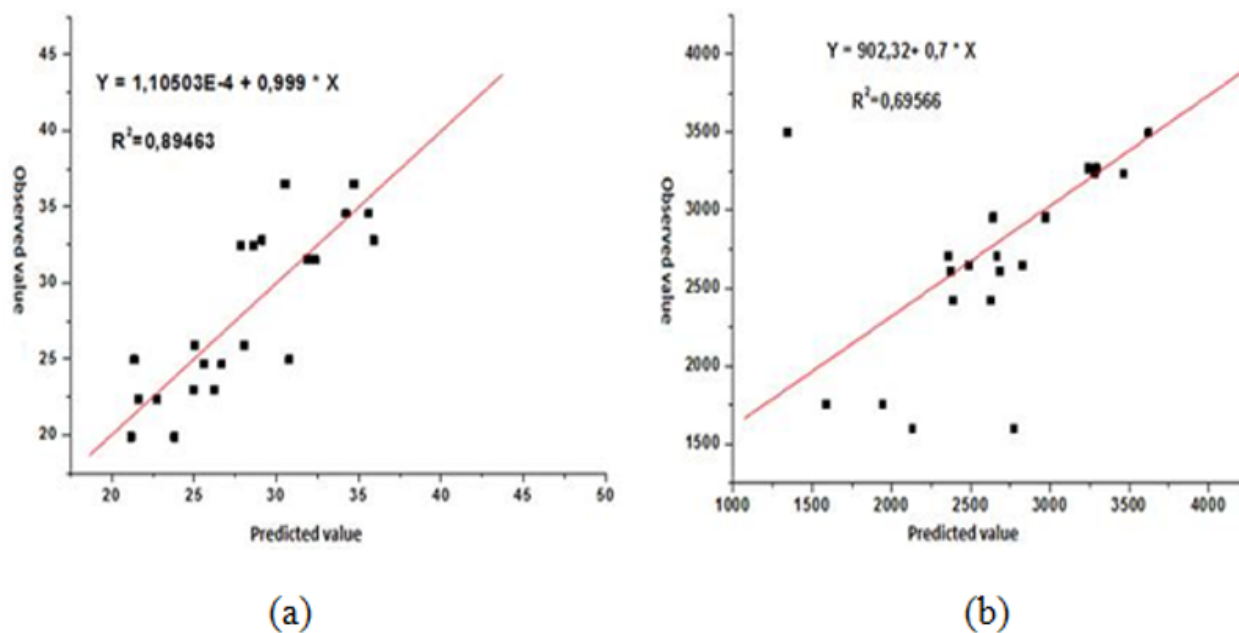 45
40
35
30
25
20
Observed value
Y = 1,10503E-4 + 0,999 * X
R²=0,89463
20 25 30 35 40 45 50
Predicted value
(a)
4000
3500
3000
2500
2000
1500
Observed value
Y = 902,32+ 0,7 * X
R²=0,69566
1000 1500 2000 2500 3000 3500 4000
Predicted value
(b)